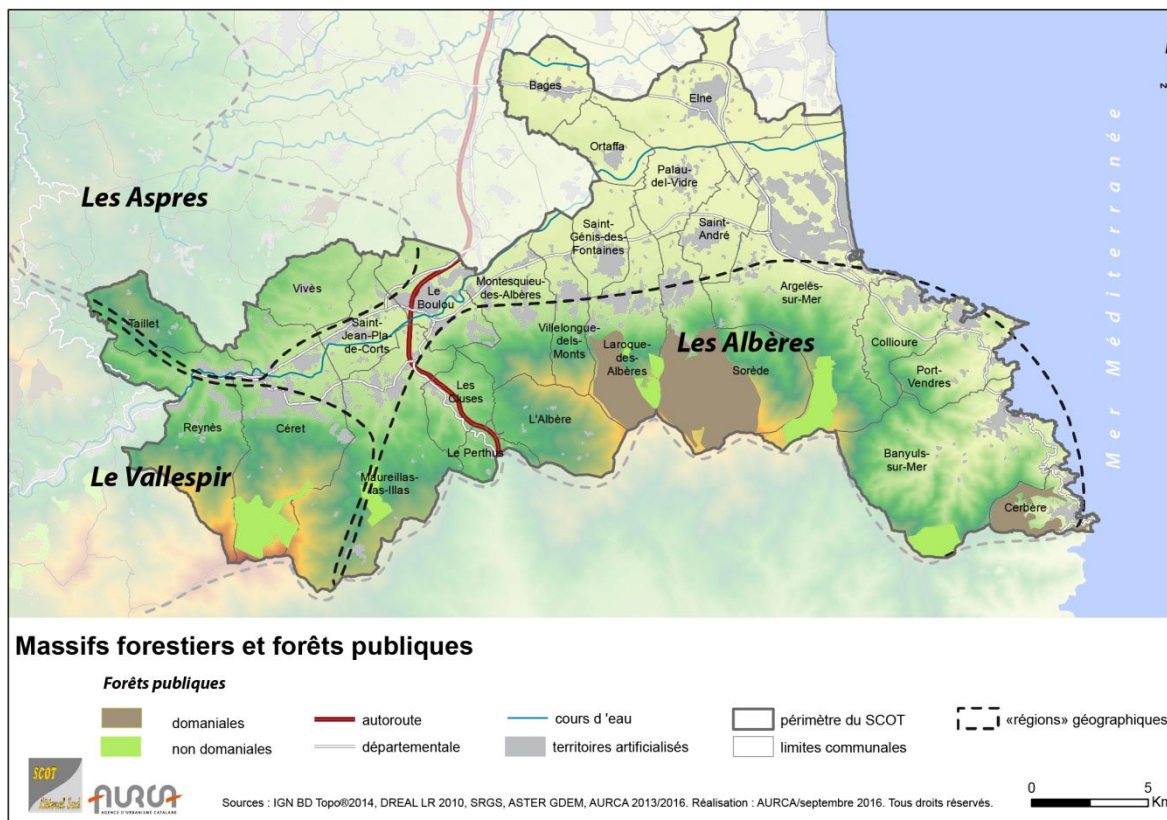 Bages
Elne
Ortaffa
Palau-
del-Vidre
Les Aspres
Saint-
Génis-des-
Fontaines
Saint-
André
Mer Méditerranée
Vivès
Montesquieu-
des-Albères
Argelès-
sur-Mer
Le
Boulou
Taillet
Saint-
Jean-Pla-
de-Corts
Villelongue-
dels-
Monts
Laroque-
des-
Albères
Les Albères
Sorède
Collioure
Port-
Vendres
Les
Cluses
L'Albère
Reynès
Céret
Le Perthus
Le Vallespir
Maureillas-
las-Illas
Banyuls-
sur-Mer
Cerbère
Massifs forestiers et forêts publiques
Forêts publiques
domaniales
autoroute
cours d 'eau
périmètre du SCOT
«régions» géographiques
non domaniales
départementale
territoires artificialisés
limites communales
SCOT
Littoral Sud
AURCA
AGENCE D'URBANISME CATALANE
Sources : IGN BD Topo®2014, DREAL LR 2010, SRGS, ASTER GDEM, AURCA 2013/2016. Réalisation : AURCA/septembre 2016. Tous droits réservés.
0 5
Km